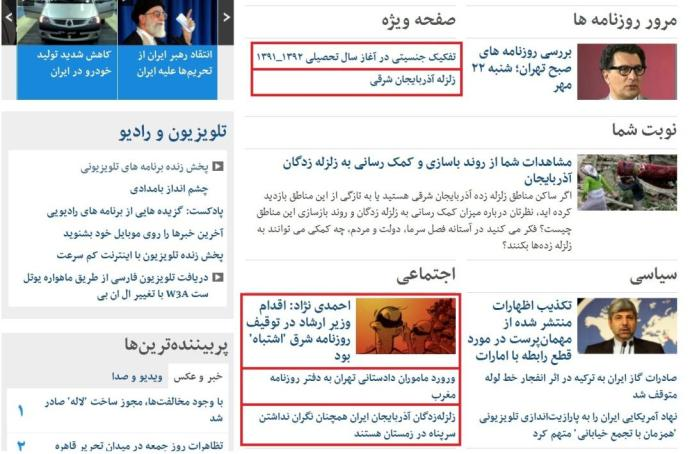 مرور روزنامه ها
بررسی روزنامه های
صبح تهران؛ شنبه ۲۲
مهر
صفحه ویژه
تفکیک جنسیتی در آغاز سال تحصیلی ۱۳۹۲_۱۳۹۱
زلزله آذربایجان شرقی
انتقاد رهبر ایران از
تحریم‌ها علیه ایران
کاهش شدید تولید
خودرو در ایران
نوبت شما
مشاهدات شما از روند باسازی و کمک رسانی به زلزله زدگان
آذربایجان
اگر ساکن مناطق زلزله زده آذربایجان شرقی هستید یا به تازگی از این مناطق بازدید
کرده اید، نظرتان درباره میزان کمک رسانی به زلزله زدگان و روند بازسازی این مناطق
چیست؟ فکر می کنید در آستانه فصل سرما، دولت و مردم، چه کمکی می توانند به
زلزله زده‌ها بکنند؟
تلویزیون و رادیو
پخش زنده برنامه های تلویزیونی
چشم انداز بامدادی
پادکست: گزیده هایی از برنامه های رادیویی
آخرین خبرها را روی موبایل خود بشنوید
پخش زنده تلویزیون با اینترنت کم سرعت
دریافت تلویزیون فارسی از طریق ماهواره یوتل
ست W3A با تغییر ال ان بی
سیاسی
تکذیب اظهارات
منتشر شده از
مهمان‌پرست در مورد
قطع رابطه با امارات
صادرات گاز ایران به ترکیه در اثر انفجار خط لوله
متوقف شد
نهاد آمریکایی ایران را به پارازیت‌اندازی تلویزیونی
'همزمان با تجمع خیابانی' متهم کرد
اجتماعی
احمدی نژاد: اقدام
وزیر ارشاد در توقیف
روزنامه شرق 'اشتباه'
بود
ورورد ماموران دادستانی تهران به دفتر روزنامه
مغرب
زلزله‌زدگان آذربایجان ایران همچنان نگران نداشتن
سرپناه در زمستان هستند
پربیننده‌ترین‌ها
خبر و عکس
ویدیو و صدا
۱
با وجود مخالفت‌ها، مجوز ساخت 'لاله' صادر
شد
۲
تظاهرات روز جمعه در میدان تحریر قاهره